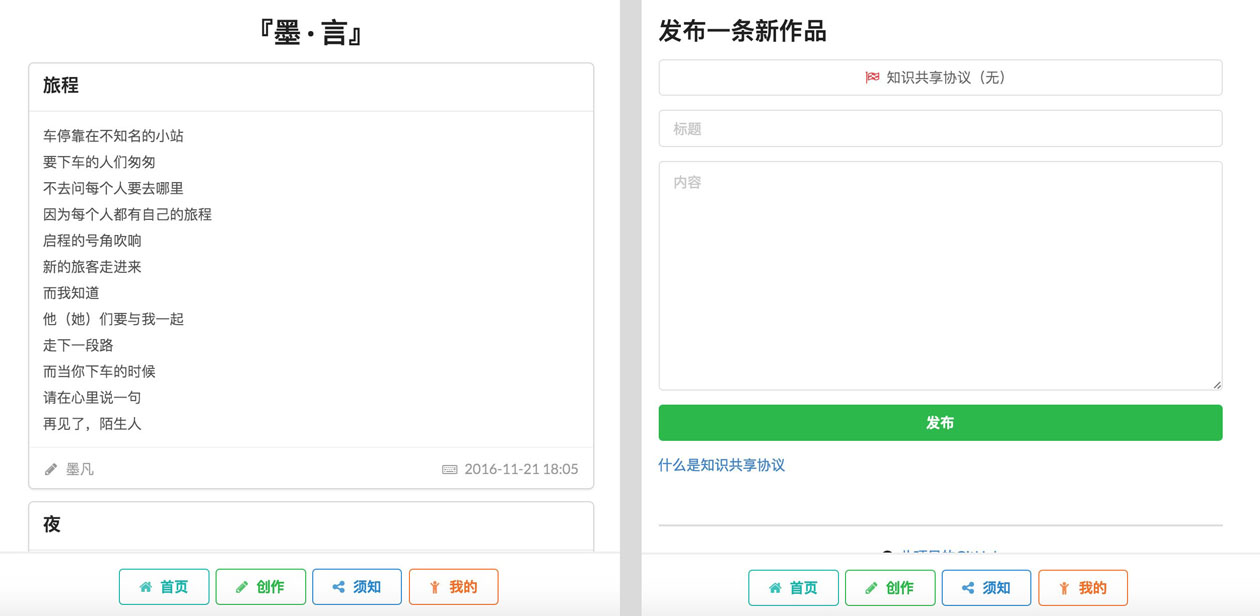 『墨 · 言』
旅程
车停靠在不知名的小站
要下车的人们匆匆
不去问每个人要去哪里
因为每个人都有自己的旅程
启程的号角吹响
新的旅客走进来
而我知道
他（她）们要与我一起
走下一段路
而当你下车的时候
请在心里说一句
再见了，陌生人
墨凡 2016-11-21 18:05
夜
首页 创作 须知 我的
发布一条新作品
知识共享协议（无）
标题
内容
发布
什么是知识共享协议
首页 创作 须知 我的